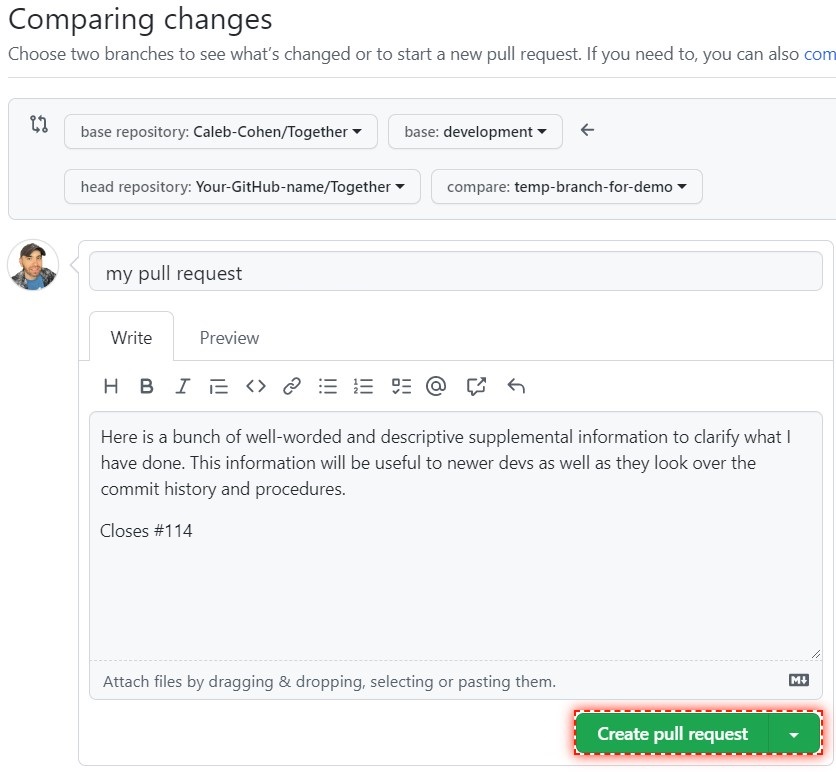 Comparing changes
Choose two branches to see what's changed or to start a new pull request. If you need to, you can also com
base repository: Caleb-Cohen/Together
base: development
head repository: Your-GitHub-name/Together
compare: temp-branch-for-demo
my pull request
Write
Preview
Here is a bunch of well-worded and descriptive supplemental information to clarify what I
have done. This information will be useful to newer devs as well as they look over the
commit history and procedures.
Closes #114
Attach files by dragging & dropping, selecting or pasting them.
Create pull request